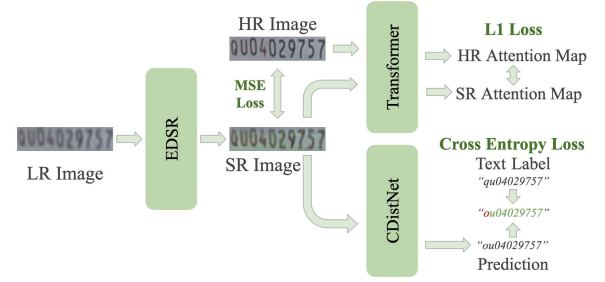 HR Image
QU04029757
L1 Loss
HR Attention Map
SR Attention Map
Transformer
MSE
Loss
EDSR
QU04029757
LR Image
QU04029757
SR Image
Cross Entropy Loss
Text Label
"qu04029757"
"ou04029757"
"ou04029757"
Prediction
CDistNet